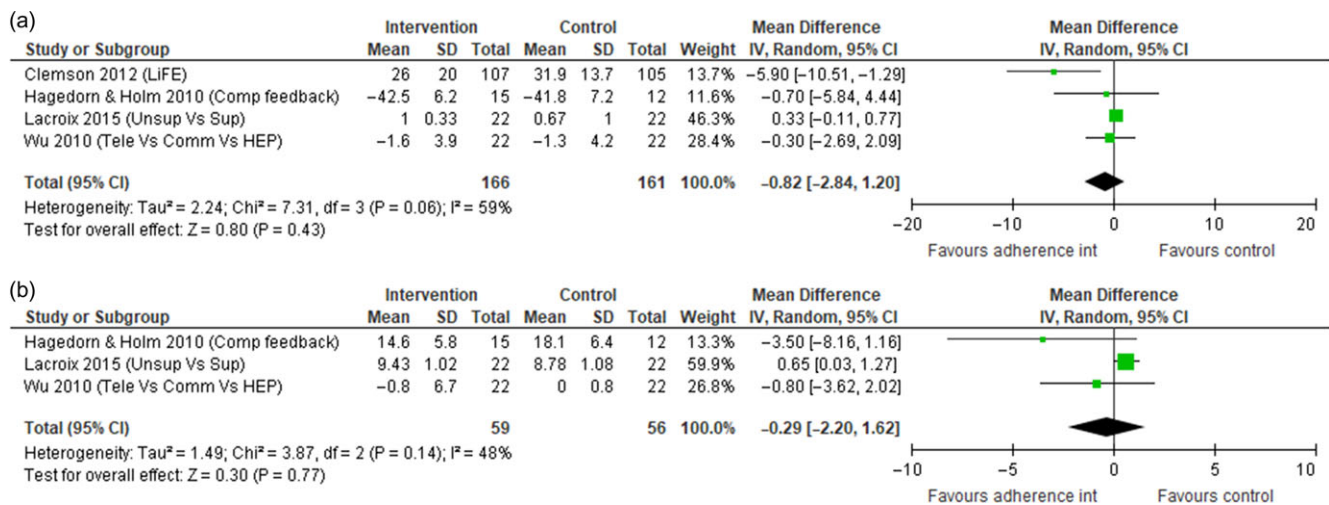 (a)
Intervention Control Mean Difference Mean Difference
Study or Subgroup Mean SD Total Mean SD Total Weight IV, Random, 95% CI IV, Random, 95% CI
Clemson 2012 (LiFE) 26 20 107 31.9 13.7 105 13.7% −5.90 [−10.51, −1.29]
Hagedorn & Holm 2010 (Comp feedback) −42.5 6.2 15 −41.8 7.2 12 11.6% −0.70 [−5.84, 4.44]
Lacroix 2015 (Unsup Vs Sup) 1 0.33 22 0.67 1 22 46.3% 0.33 [−0.11, 0.77]
Wu 2010 (Tele Vs Comm Vs HEP) −1.6 3.9 22 −1.3 4.2 22 28.4% −0.30 [−2.69, 2.09]
Total (95% CI) 166 161 100.0% −0.82 [−2.84, 1.20]
Heterogeneity: Tau² = 2.24; Chi² = 7.31, df = 3 (P = 0.06); I² = 59%
Test for overall effect: Z = 0.80 (P = 0.43)
−20 −10 0 10 20
Favours adherence int Favours control
(b)
Intervention Control Mean Difference Mean Difference
Study or Subgroup Mean SD Total Mean SD Total Weight IV, Random, 95% CI IV, Random, 95% CI
Hagedorn & Holm 2010 (Comp feedback) 14.6 5.8 15 18.1 6.4 12 13.3% −3.50 [−8.16, 1.16]
Lacroix 2015 (Unsup Vs Sup) 9.43 1.02 22 8.78 1.08 22 59.9% 0.65 [0.03, 1.27]
Wu 2010 (Tele Vs Comm Vs HEP) −0.8 6.7 22 0 0.8 22 26.8% −0.80 [−3.62, 2.02]
Total (95% CI) 59 56 100.0% −0.29 [−2.20, 1.62]
Heterogeneity: Tau² = 1.49; Chi² = 3.87, df = 2 (P = 0.14); I² = 48%
Test for overall effect: Z = 0.30 (P = 0.77)
−10 −5 0 5 10
Favours adherence int Favours control